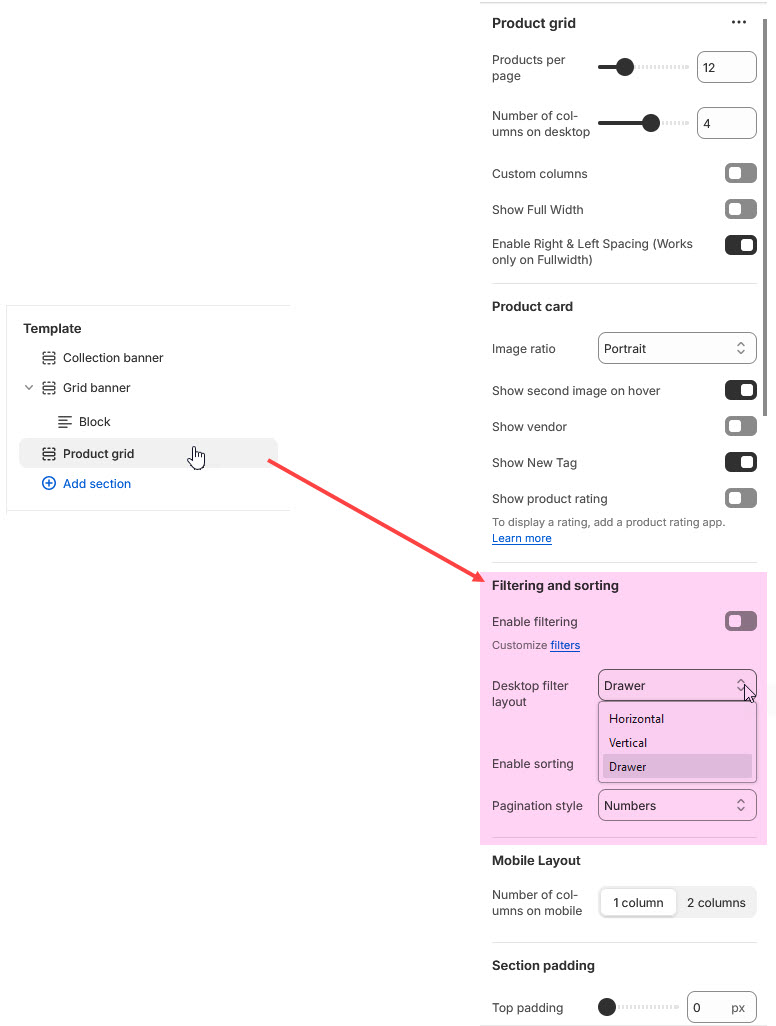 Template
Collection banner
Grid banner
Block
Product grid
Add section
Product grid
Products per
page
12
Number of col-
umns on desktop
4
Custom columns
Show Full Width
Enable Right & Left Spacing (Works
only on Fullwidth)
Product card
Image ratio
Portrait
Show second image on hover
Show vendor
Show New Tag
Show product rating
To display a rating, add a product rating app.
Learn more
Filtering and sorting
Enable filtering
Customize filters
Desktop filter
layout
Drawer
Horizontal
Vertical
Drawer
Enable sorting
Pagination style
Numbers
Mobile Layout
Number of col-
umns on mobile
1 column
2 columns
Section padding
Top padding
0 px